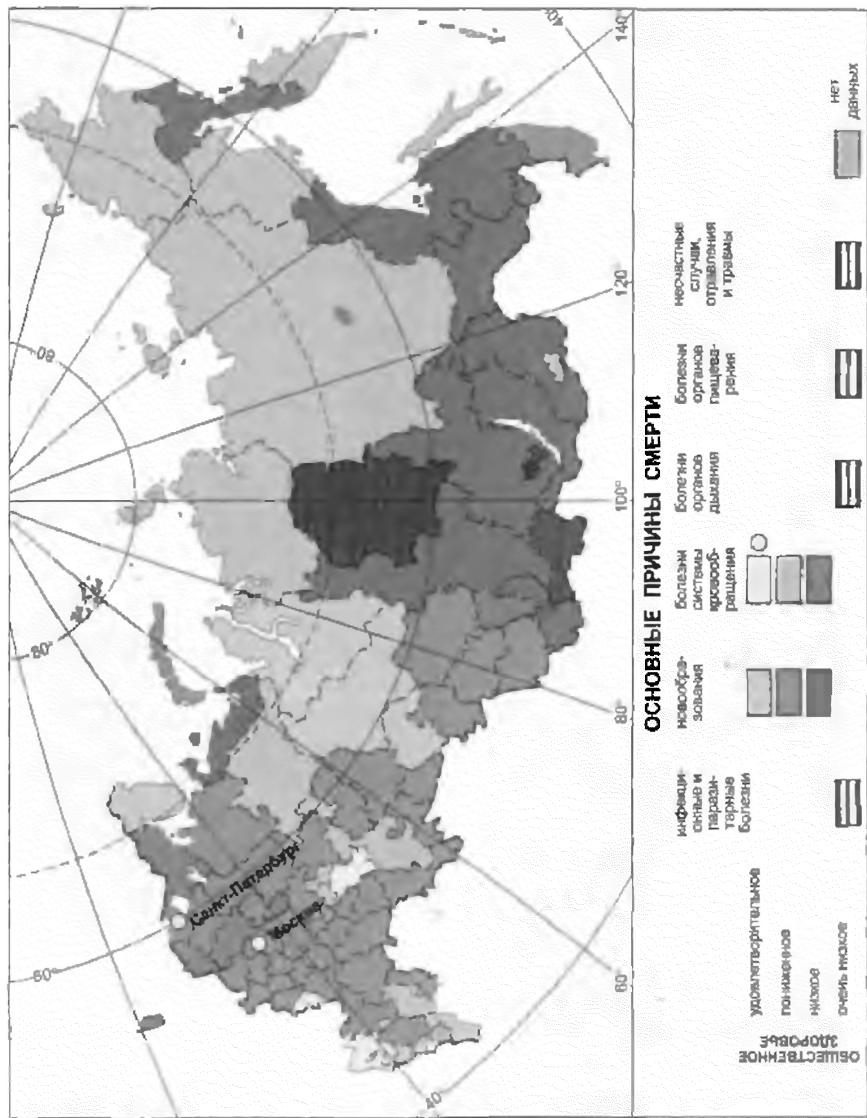 60°
80°
60
40°
40
60°
80°
100°
120°
140°
Санкт-Петербург
Москва
ОСНОВНЫЕ ПРИЧИНЫ СМЕРТИ
инфекци-
онные и
парази-
тарные
болезни
новообра-
зования
болезни
системы
кровооб-
ращения
болезни
органов
дыхания
болезни
органов
пищева-
рения
несчастные
случаи,
отравления
и травмы
нет
данных
ОБЩЕСТВЕННОЕ
ЗДОРОВЬЕ
удовлетворительное
пониженное
низкое
очень низкое